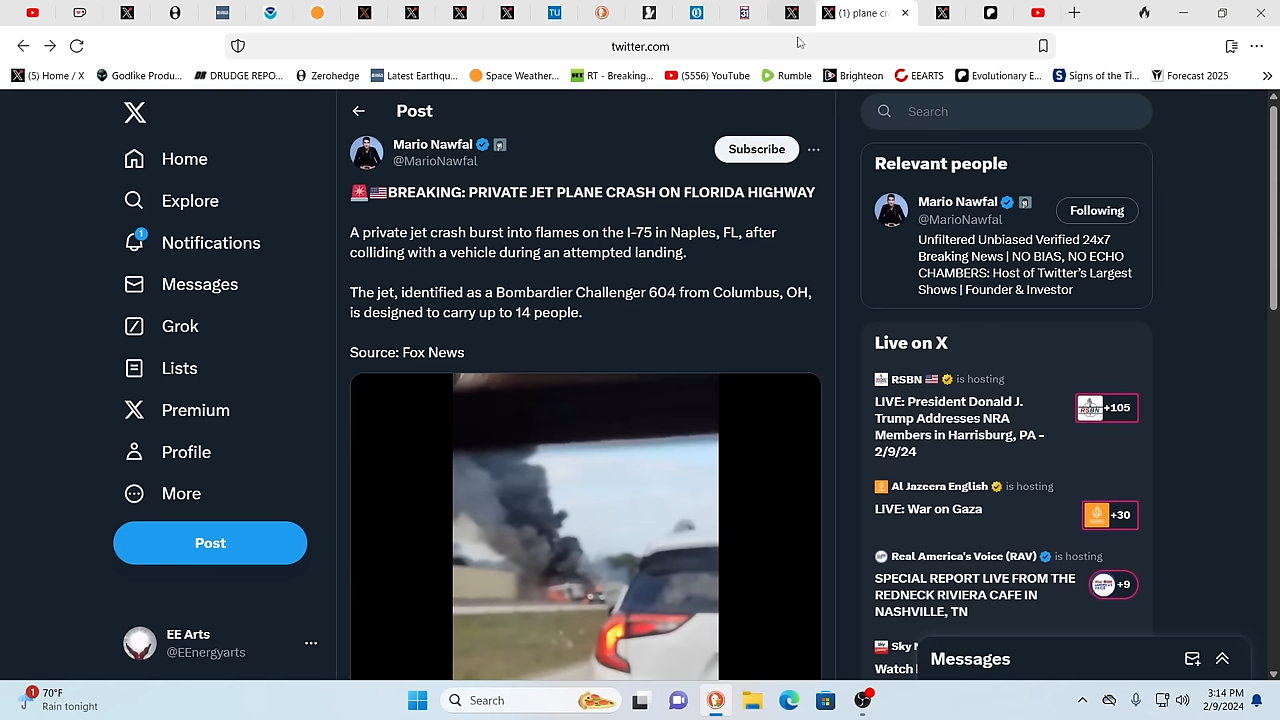 (1) plane cr
twitter.com
(5) Home / X
Godlike Produ...
DRUDGE REPO...
Zerohedge
Latest Earthqu...
Space Weather...
RT - Breaking...
(5556) YouTube
Rumble
Brighteon
EEARTS
Evolutionary E...
Signs of the Ti...
Forecast 2025
Home
Explore
1
Notifications
Messages
Grok
Lists
Premium
Profile
More
Post
EE Arts
@EEnergyarts
Post
Mario Nawfal
@MarioNawfal
Subscribe
BREAKING: PRIVATE JET PLANE CRASH ON FLORIDA HIGHWAY
A private jet crash burst into flames on the I-75 in Naples, FL, after
colliding with a vehicle during an attempted landing.
The jet, identified as a Bombardier Challenger 604 from Columbus, OH,
is designed to carry up to 14 people.
Source: Fox News
Search
Relevant people
Mario Nawfal
@MarioNawfal
Following
Unfiltered Unbiased Verified 24x7
Breaking News | NO BIAS, NO ECHO
CHAMBERS: Host of Twitter's Largest
Shows | Founder & Investor
Live on X
RSBN is hosting
LIVE: President Donald J.
Trump Addresses NRA
Members in Harrisburg, PA -
2/9/24
+105
Al Jazeera English is hosting
LIVE: War on Gaza
+30
Real America's Voice (RAV) is hosting
SPECIAL REPORT LIVE FROM THE
REDNECK RIVIERA CAFE IN
NASHVILLE, TN
+9
Sky
Watch
Messages
1
70°F
Rain tonight
Search
3:14 PM
2/9/2024